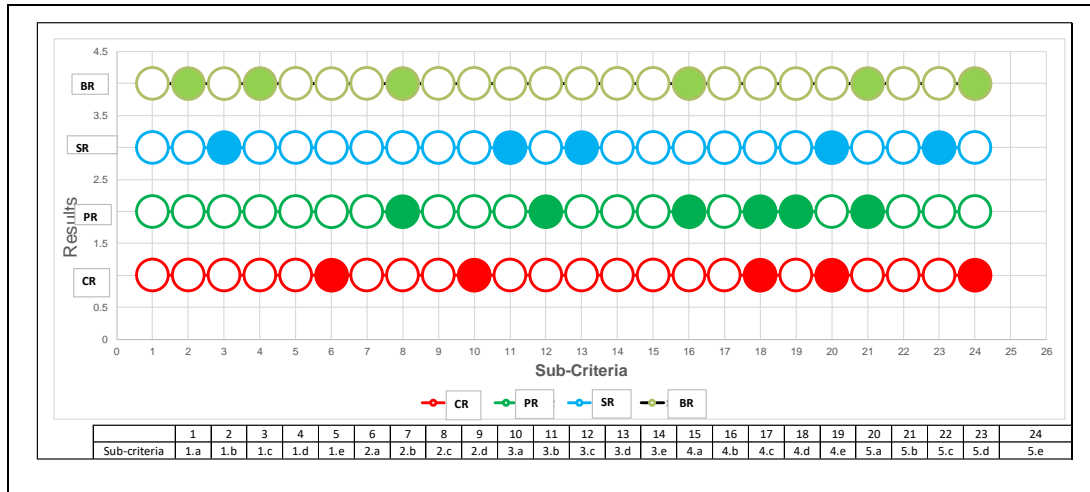 4.5
BR
3.5
SR
2.5
PR
1.5
CR
0.5
0
Results
0 1 2 3 4 5 6 7 8 9 10 11 12 13 14 15 16 17 18 19 20 21 22 23 24 25 26
Sub-Criteria
CR PR SR BR
1 2 3 4 5 6 7 8 9 10 11 12 13 14 15 16 17 18 19 20 21 22 23 24
Sub-criteria 1.a 1.b 1.c 1.d 1.e 2.a 2.b 2.c 2.d 3.a 3.b 3.c 3.d 3.e 4.a 4.b 4.c 4.d 4.e 5.a 5.b 5.c 5.d 5.e